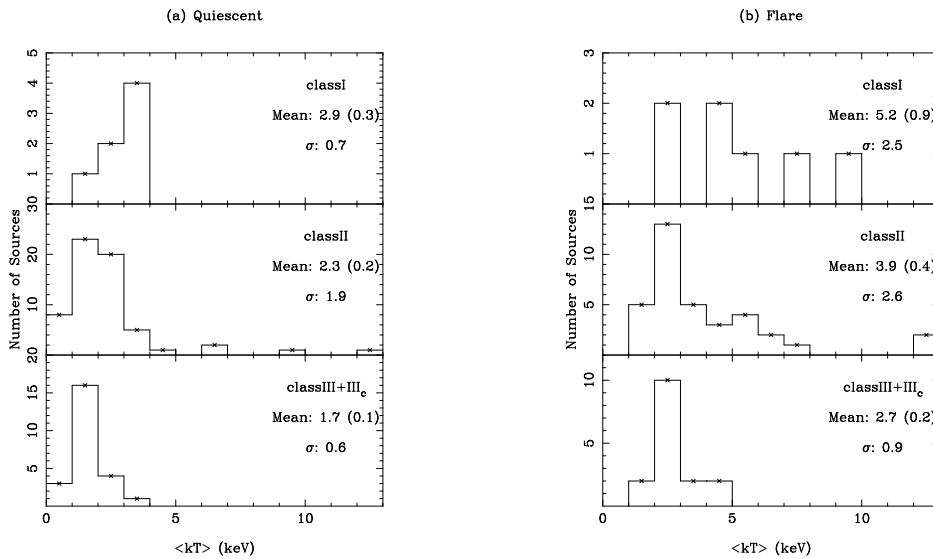 (a) Quiescent
(b) Flare
5
4
3
2
1
classI
Mean: 2.9 (0.3)
σ: 0.7
3
2
1
classI
Mean: 5.2 (0.9)
σ: 2.5
Number of Sources
30
20
10
classII
Mean: 2.3 (0.2)
σ: 1.9
Number of Sources
15
10
5
classII
Mean: 3.9 (0.4)
σ: 2.6
20
15
10
5
classIII+IIIc
Mean: 1.7 (0.1)
σ: 0.6
10
5
classIII+IIIc
Mean: 2.7 (0.2)
σ: 0.9
0 5 10
<kT> (keV)
0 5 10
<kT> (keV)